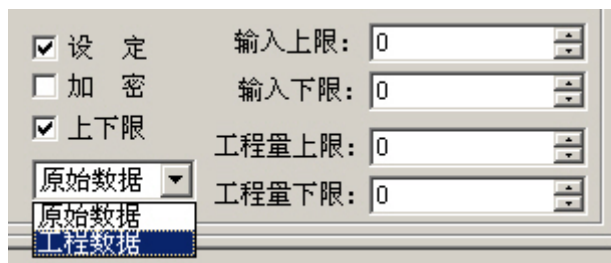 设 定
输入上限: 0
加 密
输入下限: 0
上下限
工程量上限: 0
原始数据
工程量下限: 0
原始数据
工程数据